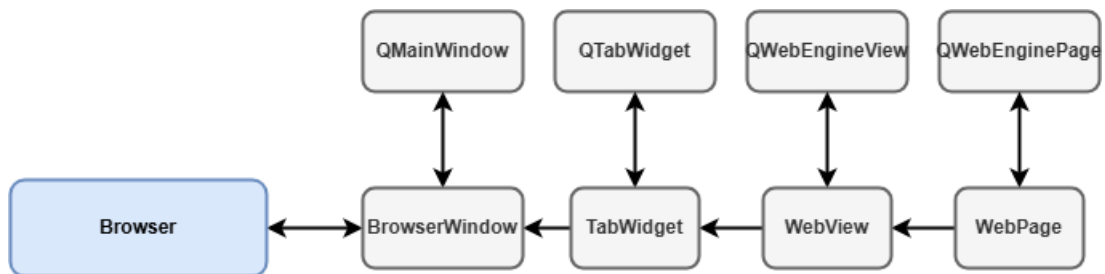 QMainWindow
QTabWidget
QWebEngineView
QWebEnginePage
Browser
BrowserWindow
TabWidget
WebView
WebPage